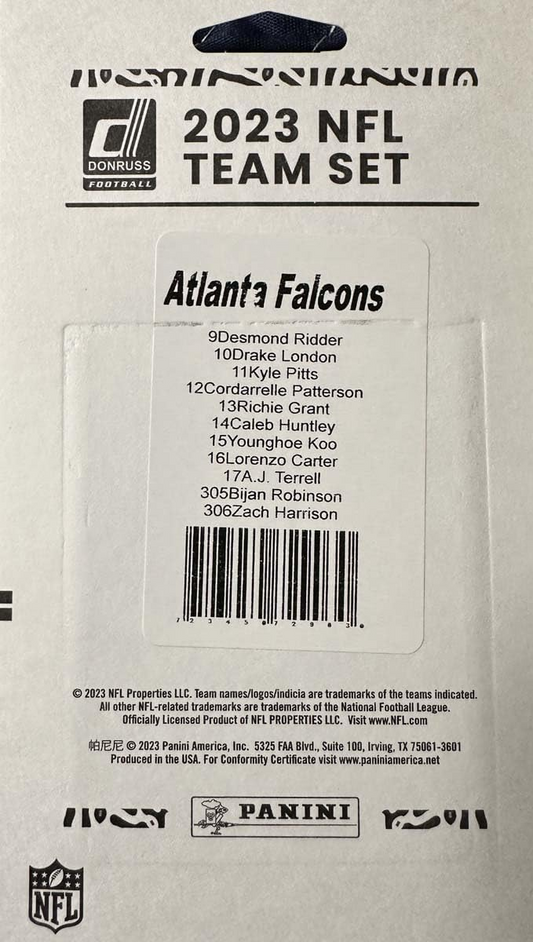 DONRUSS
FOOTBALL
2023 NFL
TEAM SET
Atlanta Falcons
9Desmond Ridder
10Drake London
11Kyle Pitts
12Cordarrelle Patterson
13Richie Grant
14Caleb Huntley
15Younghoe Koo
16Lorenzo Carter
17A.J. Terrell
305Bijan Robinson
306Zach Harrison
© 2023 NFL Properties LLC. Team names/logos/indicia are trademarks of the teams indicated.
All other NFL-related trademarks are trademarks of the National Football League.
Officially Licensed Product of NFL PROPERTIES LLC. Visit www.NFL.com
帕尼尼 © 2023 Panini America, Inc. 5325 FAA Blvd., Suite 100, Irving, TX 75061-3601
Produced in the USA. For Conformity Certificate visit www.paniniamerica.net
PANINI
NFL